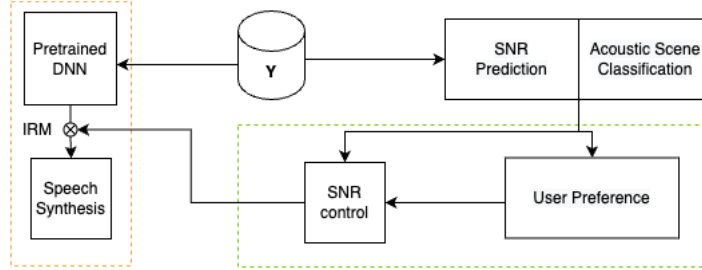 Pretrained
DNN
Y
SNR
Prediction
Acoustic Scene
Classification
IRM
Speech
Synthesis
SNR
control
User Preference